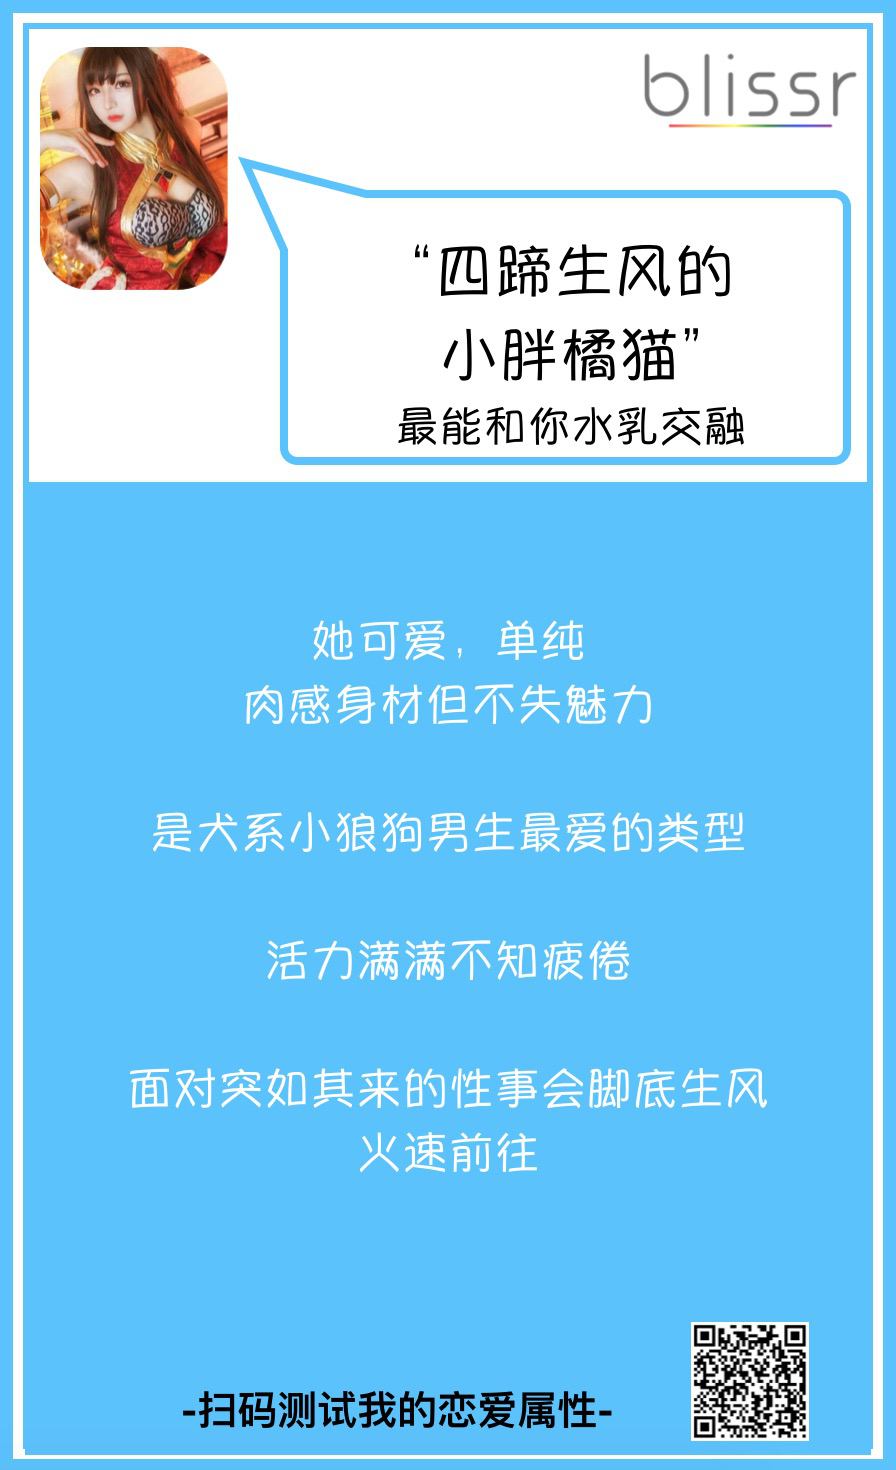 blissr
“四蹄生风的
小胖橘猫”
最能和你水乳交融
她可爱，单纯
肉感身材但不失魅力
是犬系小狼狗男生最爱的类型
活力满满不知疲倦
面对突如其来的性事会脚底生风
火速前往
-扫码测试我的恋爱属性-